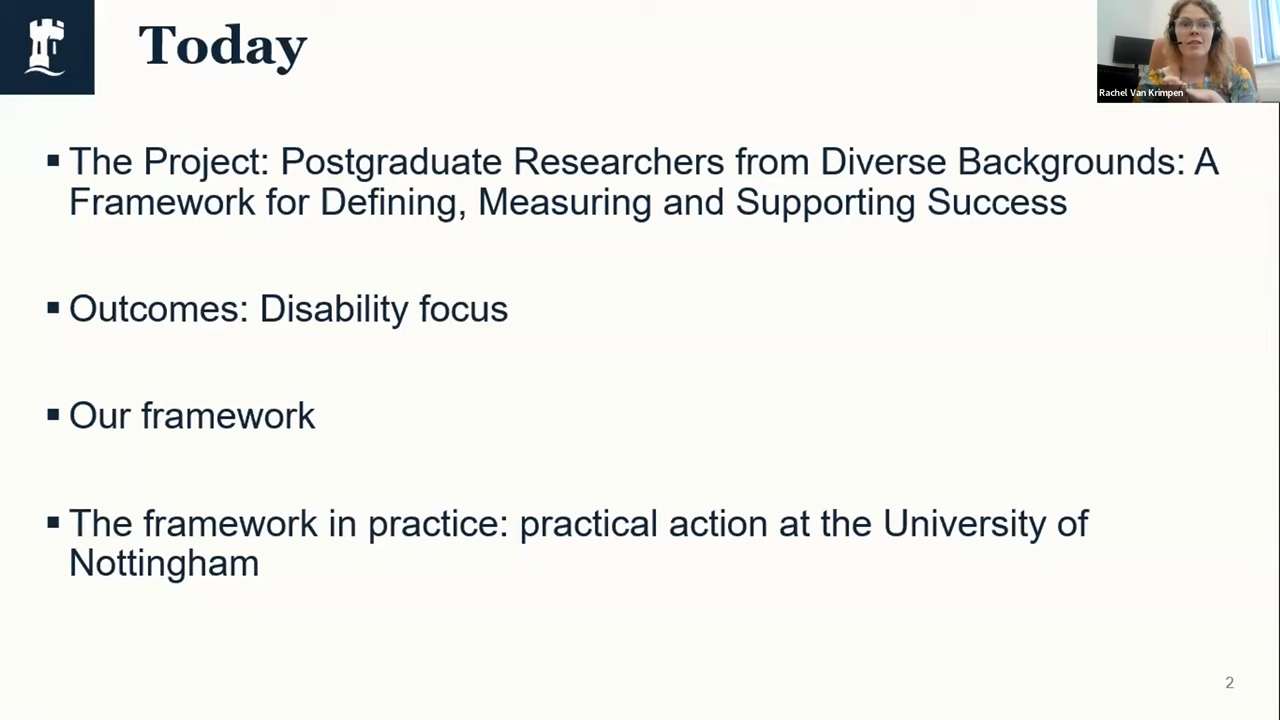 Today
Rachel Van Krimpen
▪ The Project: Postgraduate Researchers from Diverse Backgrounds: A
Framework for Defining, Measuring and Supporting Success
▪ Outcomes: Disability focus
▪ Our framework
▪ The framework in practice: practical action at the University of
Nottingham
2